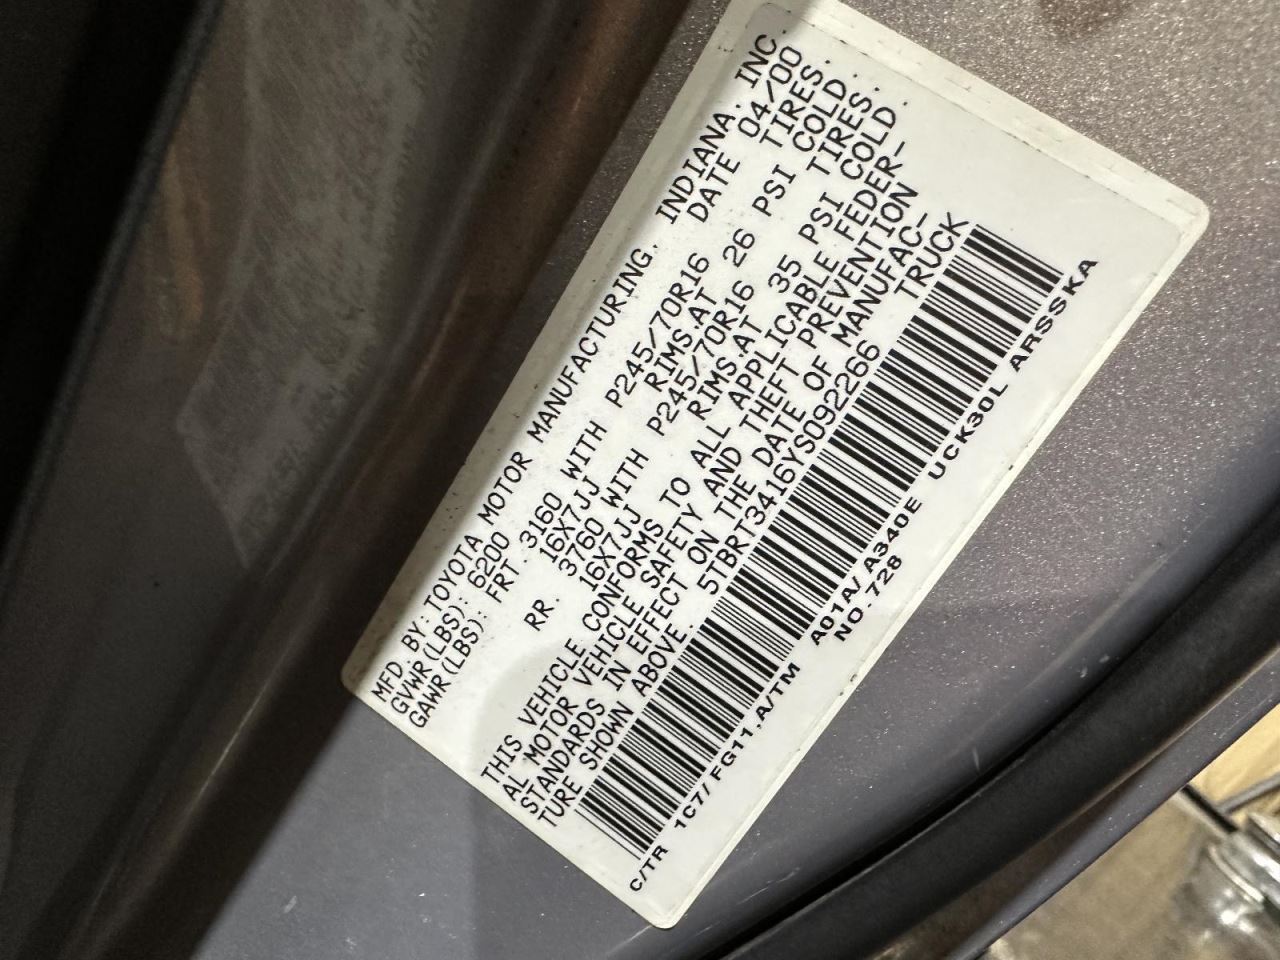 MFD. BY: TOYOTA MOTOR MANUFACTURING, INDIANA, INC.
GVWR(LBS): 6200 DATE 04/00
GAWR(LBS): FRT. 3160 WITH P245/70R16 TIRES.
16X7JJ RIMS.AT 26 PSI COLD.
RR. 3760 WITH P245/70R16 TIRES.
16X7JJ RIMS.AT 35 PSI COLD.
THIS VEHICLE CONFORMS TO ALL APPLICABLE FEDER-
AL MOTOR VEHICLE SAFETY AND THEFT PREVENTION
STANDARDS IN EFFECT ON THE DATE OF MANUFAC-
TURE SHOWN ABOVE. 5TBRT3416YS092266 TRUCK
C/TR 1C7/FG11,A/TM A01A/A340E UCK30L ARSSKA
NO.728